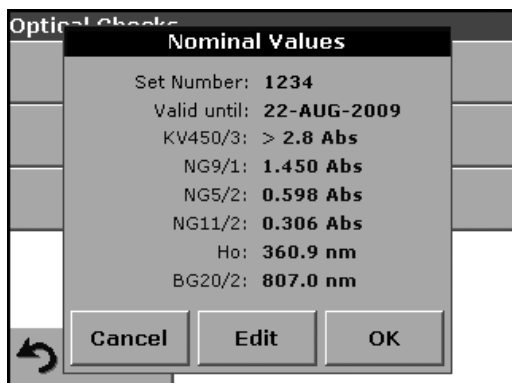 Optical Checks
Nominal Values
Set Number: 1234
Valid until: 22-AUG-2009
KV450/3: > 2.8 Abs
NG9/1: 1.450 Abs
NG5/2: 0.598 Abs
NG11/2: 0.306 Abs
Ho: 360.9 nm
BG20/2: 807.0 nm
Cancel Edit OK